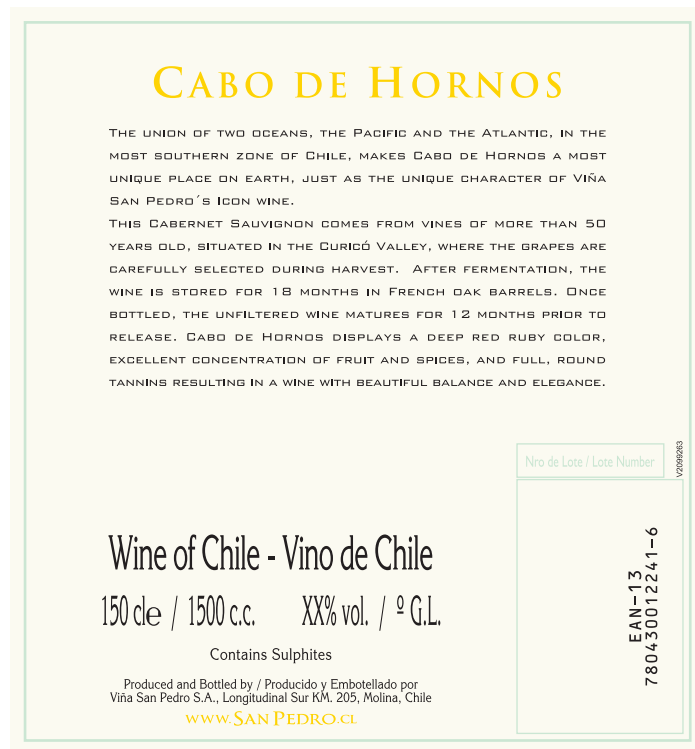 CABO DE HORNOS
THE UNION OF TWO OCEANS, THE PACIFIC AND THE ATLANTIC, IN THE
MOST SOUTHERN ZONE OF CHILE, MAKES CABO DE HORNOS A MOST
UNIQUE PLACE ON EARTH, JUST AS THE UNIQUE CHARACTER OF VIÑA
SAN PEDRO´S ICON WINE.
THIS CABERNET SAUVIGNON COMES FROM VINES OF MORE THAN 50
YEARS OLD, SITUATED IN THE CURICÓ VALLEY, WHERE THE GRAPES ARE
CAREFULLY SELECTED DURING HARVEST. AFTER FERMENTATION, THE
WINE IS STORED FOR 18 MONTHS IN FRENCH OAK BARRELS. ONCE
BOTTLED, THE UNFILTERED WINE MATURES FOR 12 MONTHS PRIOR TO
RELEASE. CABO DE HORNOS DISPLAYS A DEEP RED RUBY COLOR,
EXCELLENT CONCENTRATION OF FRUIT AND SPICES, AND FULL, ROUND
TANNINS RESULTING IN A WINE WITH BEAUTIFUL BALANCE AND ELEGANCE.
Nro de Lote / Lote Number
V2099263
Wine of Chile - Vino de Chile
150 cle / 1500 c.c. XX% vol. / º G.L.
Contains Sulphites
Produced and Bottled by / Producido y Embotellado por
Viña San Pedro S.A., Longitudinal Sur KM. 205, Molina, Chile
WWW.SAN PEDRO.CL
EAN-13
780430012241-6